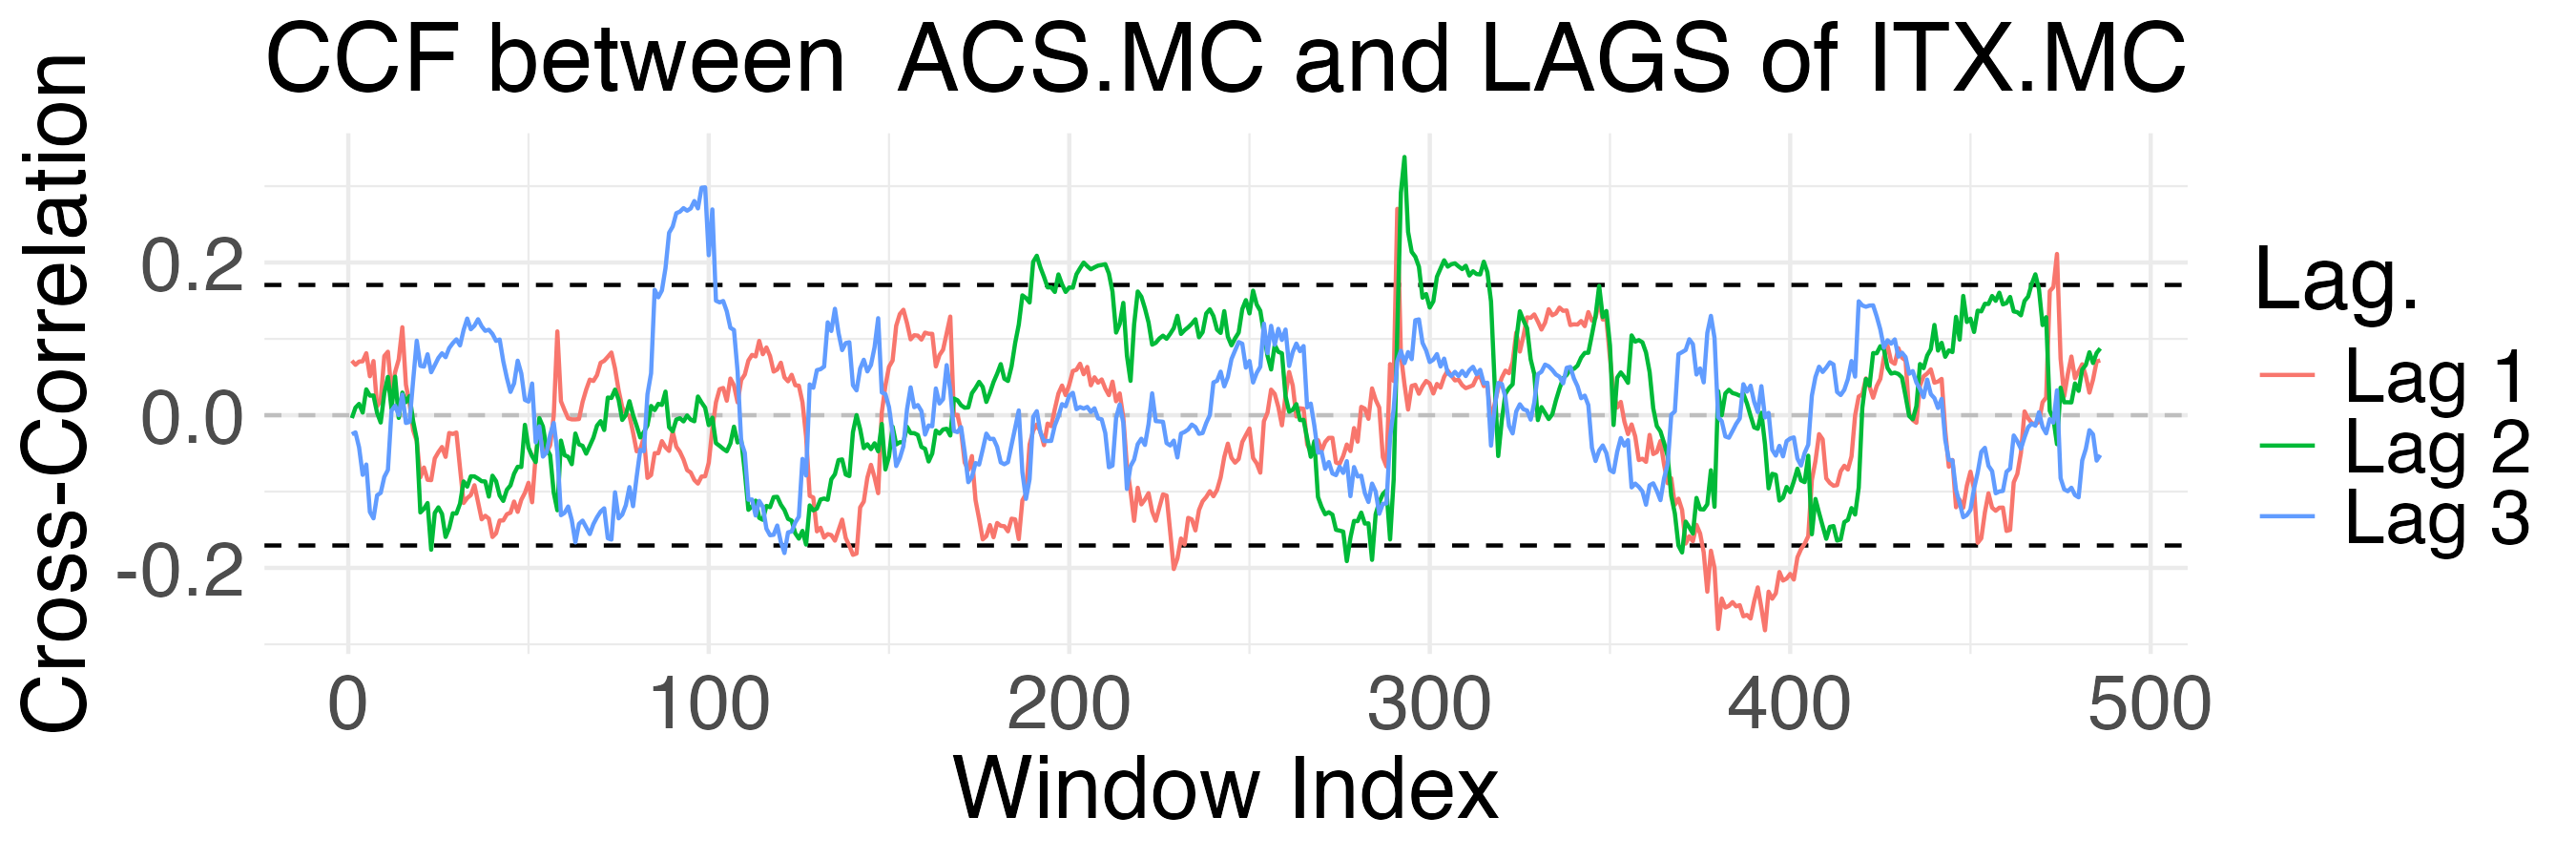 CCF between  ACS.MC and LAGS of ITX.MC
Cross-Correlation
0.2
0.0
-0.2
0
100
200
300
400
500
Window Index
Lag.
Lag 1
Lag 2
Lag 3